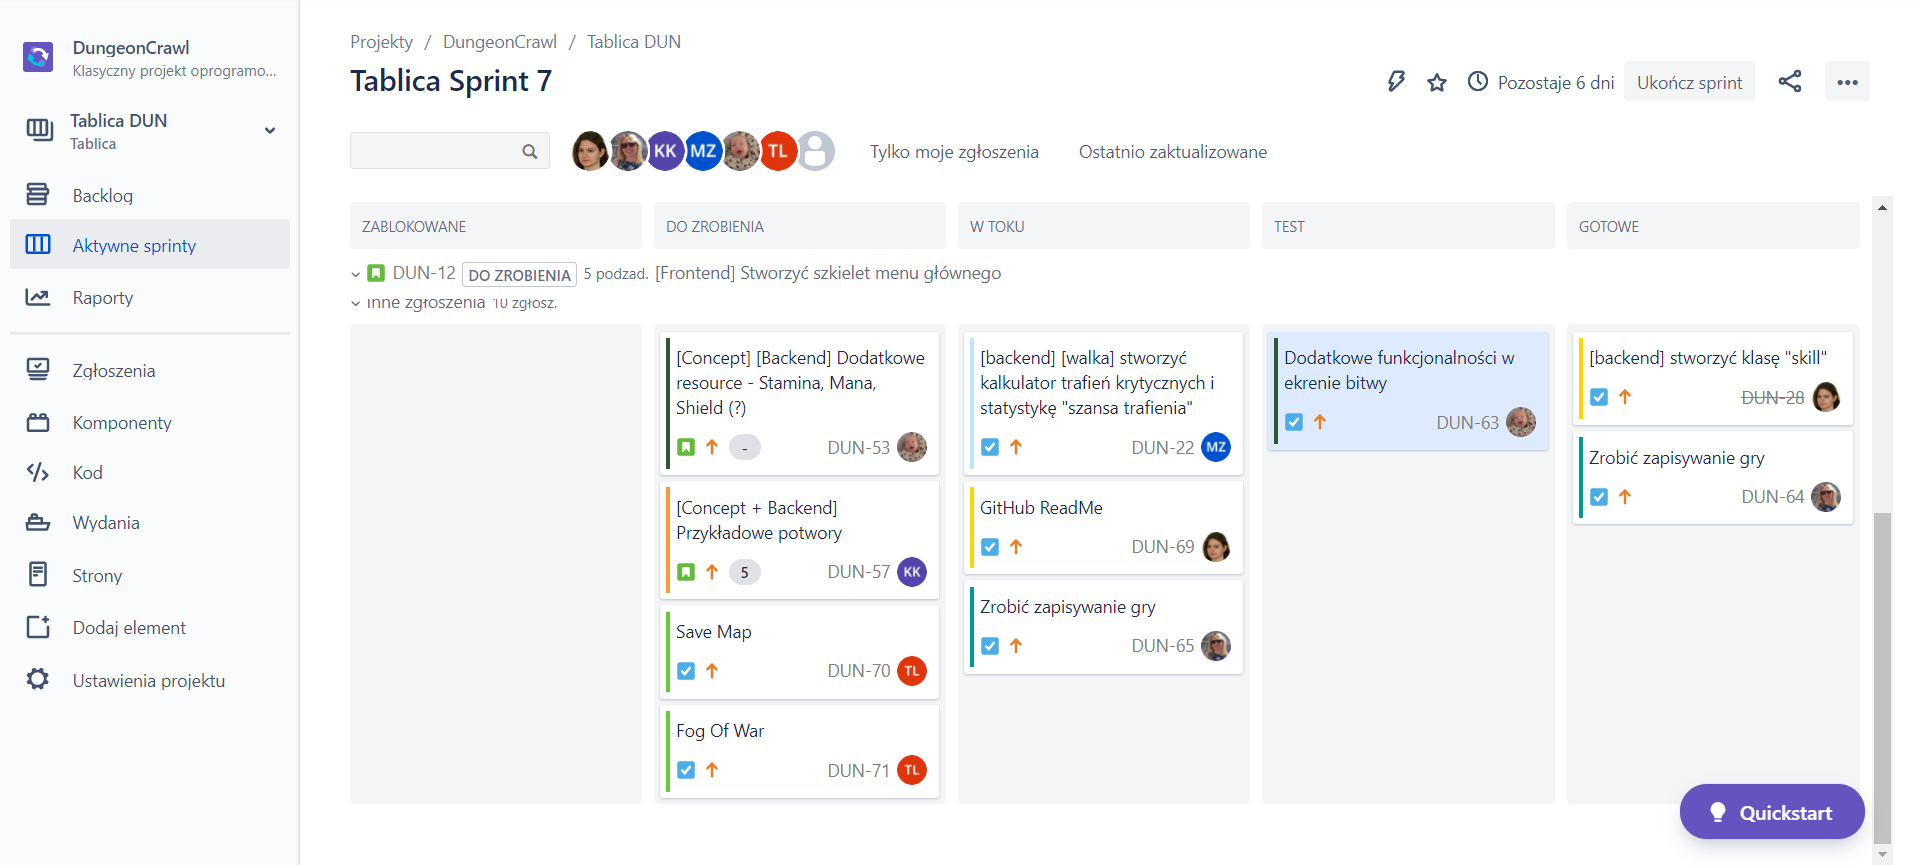 DungeonCrawl
Klasyczny projekt oprogramo...
Tablica DUN
Tablica
Backlog
Aktywne sprinty
Raporty
Zgłoszenia
Komponenty
Kod
Wydania
Strony
Dodaj element
Ustawienia projektu
Projekty / DungeonCrawl / Tablica DUN
Tablica Sprint 7
Pozostaje 6 dni
Ukończ sprint
KK
MZ
TL
Tylko moje zgłoszenia
Ostatnio zaktualizowane
ZABLOKOWANE
DO ZROBIENIA
W TOKU
TEST
GOTOWE
DUN-12 DO ZROBIENIA 5 podzad. [Frontend] Stworzyć szkielet menu głównego
Inne zgłoszenia 10 zgłosz.
[Concept] [Backend] Dodatkowe
resource - Stamina, Mana,
Shield (?)
- DUN-53
[Concept + Backend]
Przykładowe potwory
5 DUN-57 KK
Save Map
DUN-70 TL
Fog Of War
DUN-71 TL
[backend] [walka] stworzyć
kalkulator trafień krytycznych i
statystykę "szansa trafienia"
DUN-22 MZ
GitHub ReadMe
DUN-69
Zrobić zapisywanie gry
DUN-65
Dodatkowe funkcjonalności w
ekrenie bitwy
DUN-63
[backend] stworzyć klasę "skill"
DUN-28
Zrobić zapisywanie gry
DUN-64
Quickstart